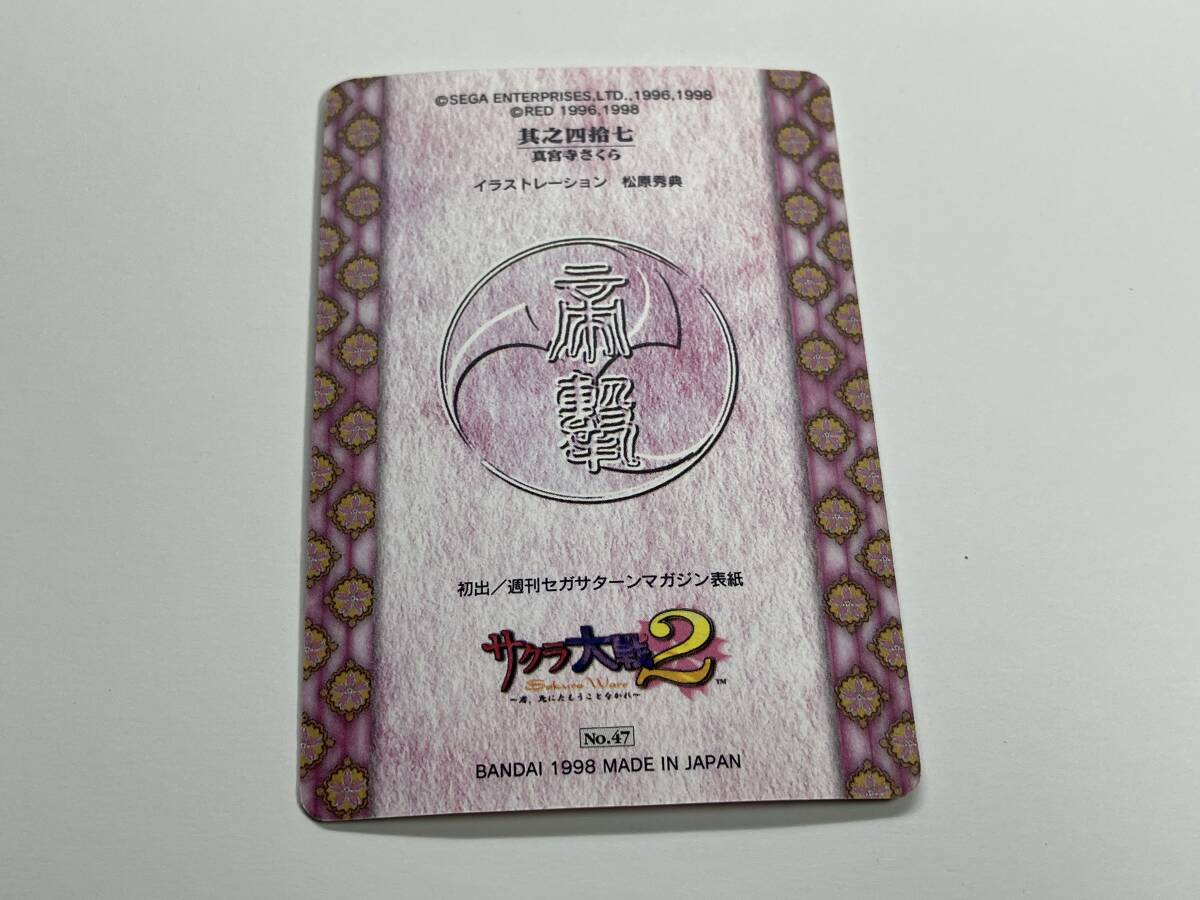 ©SEGA ENTERPRISES,LTD.,1996,1998
©RED 1996,1998
其之四拾七
真宮寺さくら
イラストレーション 松原秀典
帝
撃
初出/週刊セガサターンマガジン表紙
サクラ大戦2
Sakura Wars
TM
~君、死にたもうことなかれ~
No.47
BANDAI 1998 MADE IN JAPAN